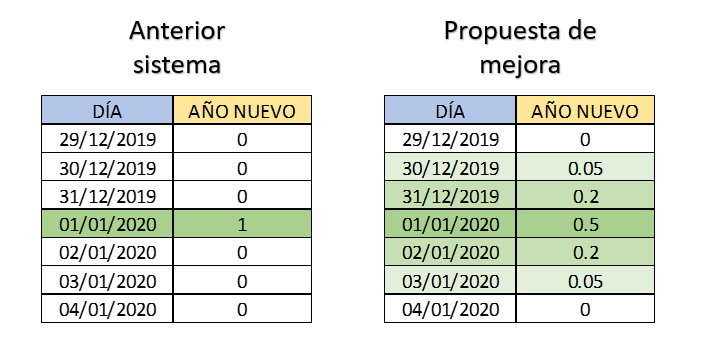 Anterior
sistema
DÍA AÑO NUEVO
29/12/2019 0
30/12/2019 0
31/12/2019 0
01/01/2020 1
02/01/2020 0
03/01/2020 0
04/01/2020 0
Propuesta de
mejora
DÍA AÑO NUEVO
29/12/2019 0
30/12/2019 0.05
31/12/2019 0.2
01/01/2020 0.5
02/01/2020 0.2
03/01/2020 0.05
04/01/2020 0